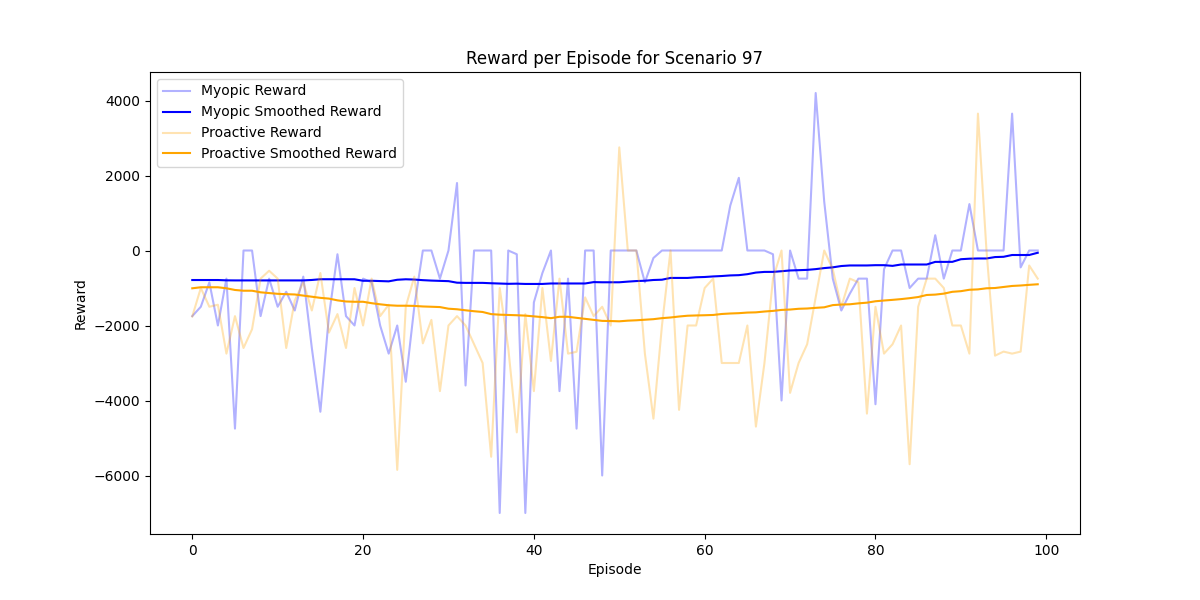 Reward per Episode for Scenario 97
Myopic Reward
Myopic Smoothed Reward
Proactive Reward
Proactive Smoothed Reward
4000
2000
0
−2000
−4000
−6000
Reward
0 20 40 60 80 100
Episode